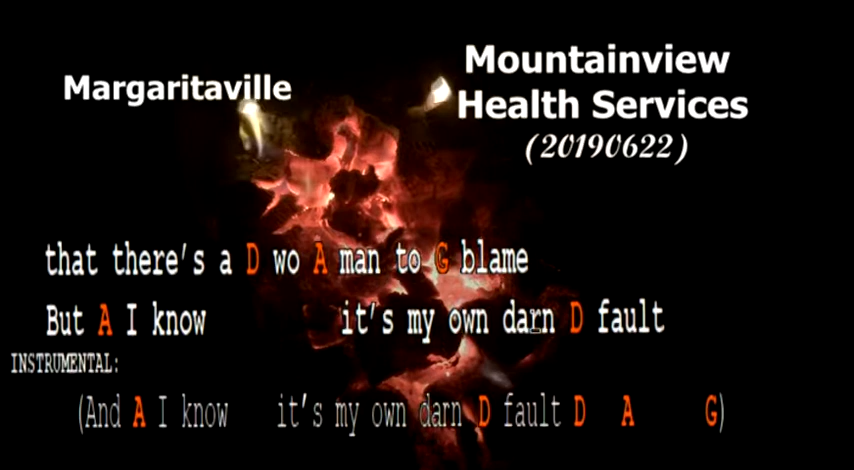 Margaritaville
Mountainview
Health Services
(20190622)
that there's a D wo A man to G blame
But A I know it's my own darn D fault
INSTRUMENTAL:
(And A I know it's my own darn D fault D A G)